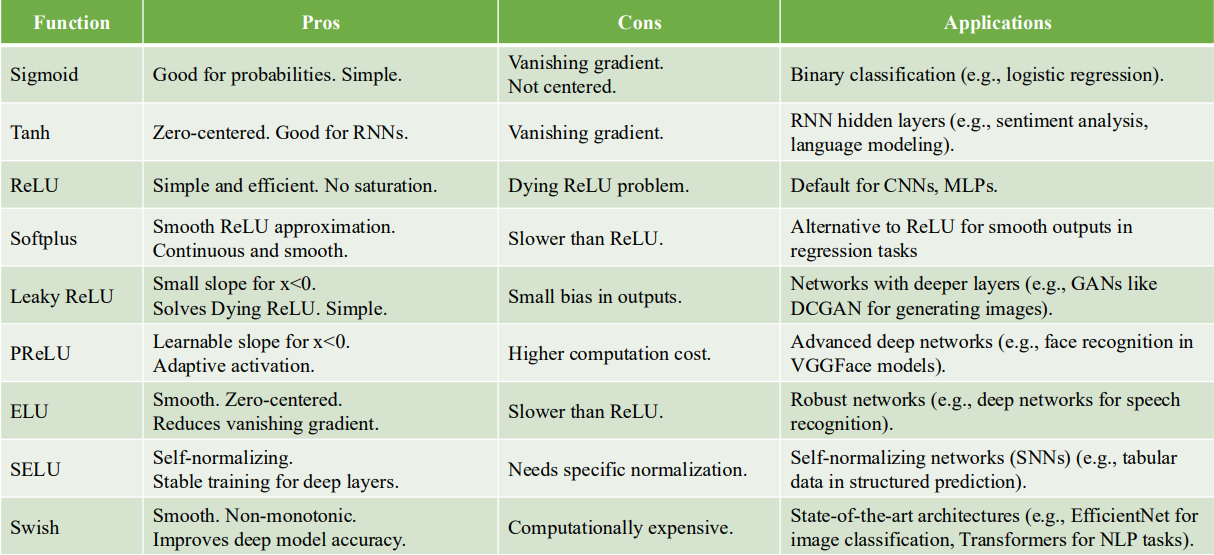 Function Pros Cons Applications
Sigmoid Good for probabilities. Simple. Vanishing gradient.
Not centered. Binary classification (e.g., logistic regression).
Tanh Zero-centered. Good for RNNs. Vanishing gradient. RNN hidden layers (e.g., sentiment analysis,
language modeling).
ReLU Simple and efficient. No saturation. Dying ReLU problem. Default for CNNs, MLPs.
Softplus Smooth ReLU approximation.
Continuous and smooth. Slower than ReLU. Alternative to ReLU for smooth outputs in
regression tasks
Leaky ReLU Small slope for x<0.
Solves Dying ReLU. Simple. Small bias in outputs. Networks with deeper layers (e.g., GANs like
DCGAN for generating images).
PReLU Learnable slope for x<0.
Adaptive activation. Higher computation cost. Advanced deep networks (e.g., face recognition in
VGGFace models).
ELU Smooth. Zero-centered.
Reduces vanishing gradient. Slower than ReLU. Robust networks (e.g., deep networks for speech
recognition).
SELU Self-normalizing.
Stable training for deep layers. Needs specific normalization. Self-normalizing networks (SNNs) (e.g., tabular
data in structured prediction).
Swish Smooth. Non-monotonic.
Improves deep model accuracy. Computationally expensive. State-of-the-art architectures (e.g., EfficientNet for
image classification, Transformers for NLP tasks).